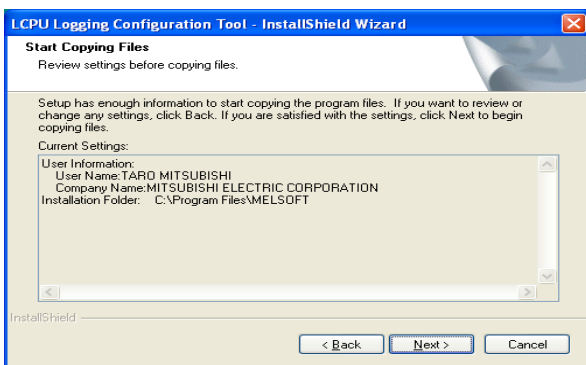 LCPU Logging Configuration Tool - InstallShield Wizard
Start Copying Files
Review settings before copying files.
Setup has enough information to start copying the program files. If you want to review or
change any settings, click Back. If you are satisfied with the settings, click Next to begin
copying files.
Current Settings:
User Information:
User Name:TARO MITSUBISHI
Company Name:MITSUBISHI ELECTRIC CORPORATION
Installation Folder: C:\Program Files\MELSOFT
InstallShield
< Back Next > Cancel